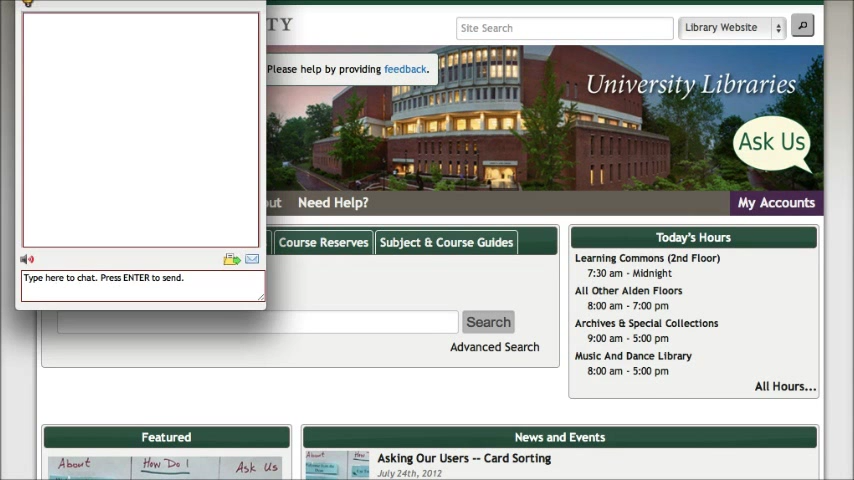 TY
Site Search
Library Website
Please help by providing feedback.
University Libraries
Ask Us
out Need Help?
My Accounts
Course Reserves
Subject & Course Guides
Type here to chat. Press ENTER to send.
Search
Advanced Search
Today's Hours
Learning Commons (2nd Floor)
7:30 am - Midnight
All Other Alden Floors
8:00 am - 7:00 pm
Archives & Special Collections
9:00 am - 5:00 pm
Music And Dance Library
8:00 am - 5:00 pm
All Hours...
Featured
About How Do I Ask Us
News and Events
About
Asking Our Users -- Card Sorting
July 24th, 2012